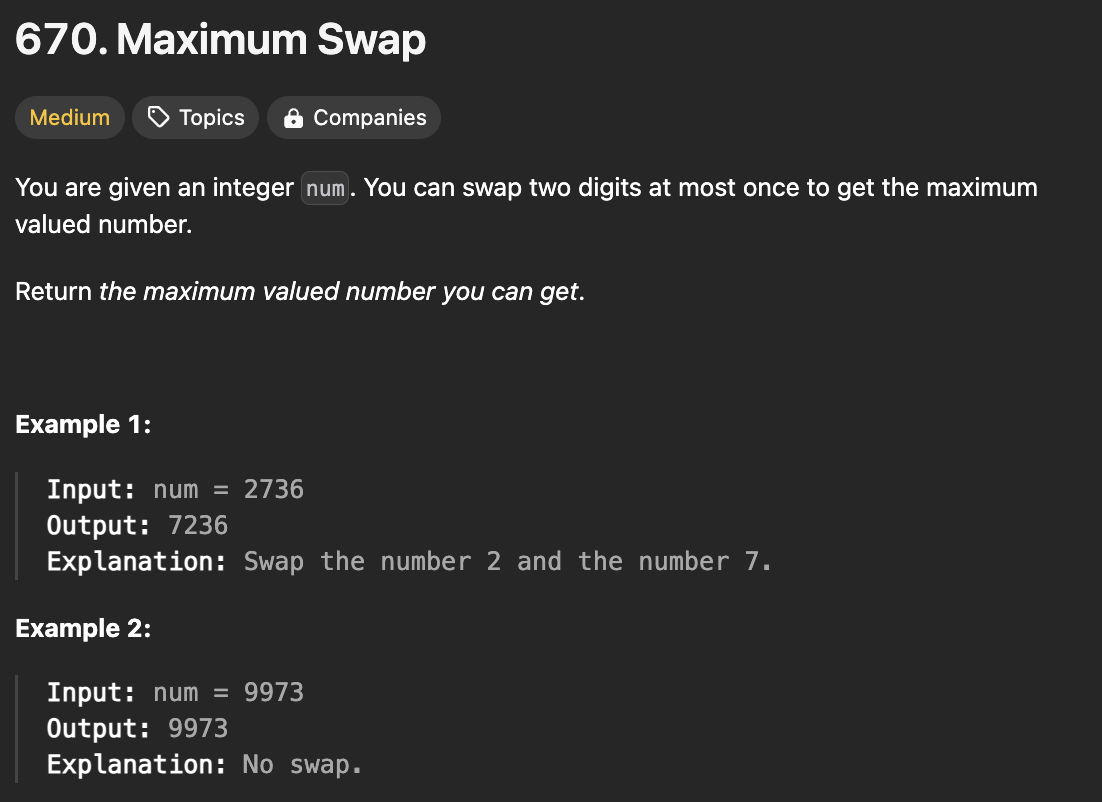 670. Maximum Swap
Medium Topics Companies
You are given an integer num. You can swap two digits at most once to get the maximum
valued number.
Return the maximum valued number you can get.
Example 1:
Input: num = 2736
Output: 7236
Explanation: Swap the number 2 and the number 7.
Example 2:
Input: num = 9973
Output: 9973
Explanation: No swap.